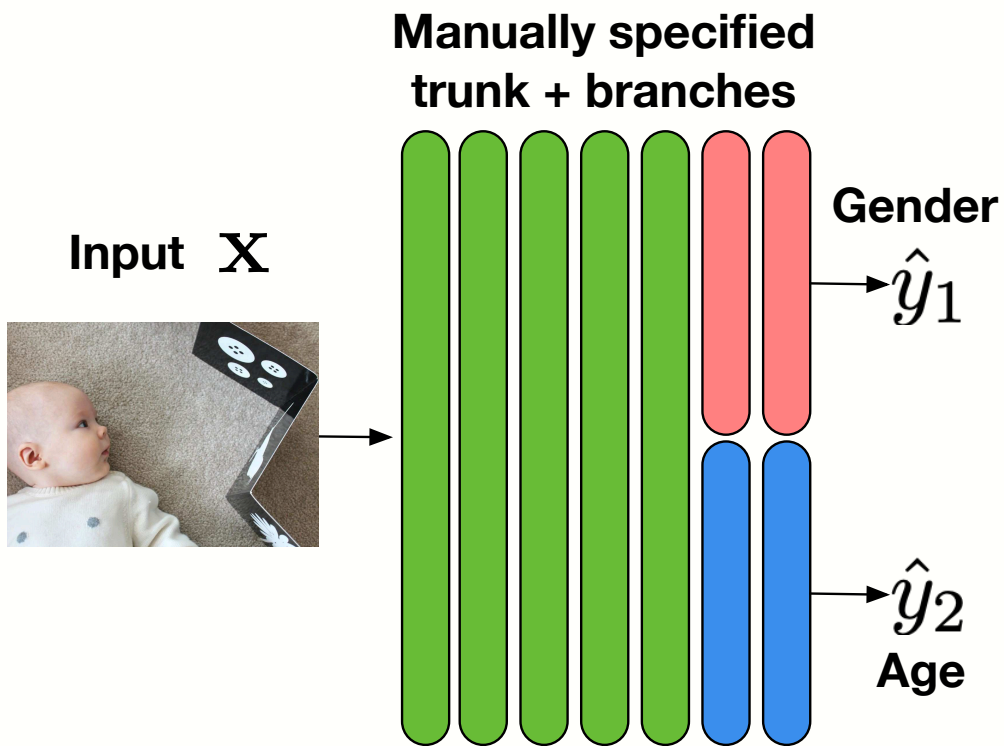 Manually specified
trunk + branches
Input x
Gender
ŷ₁
ŷ₂
Age